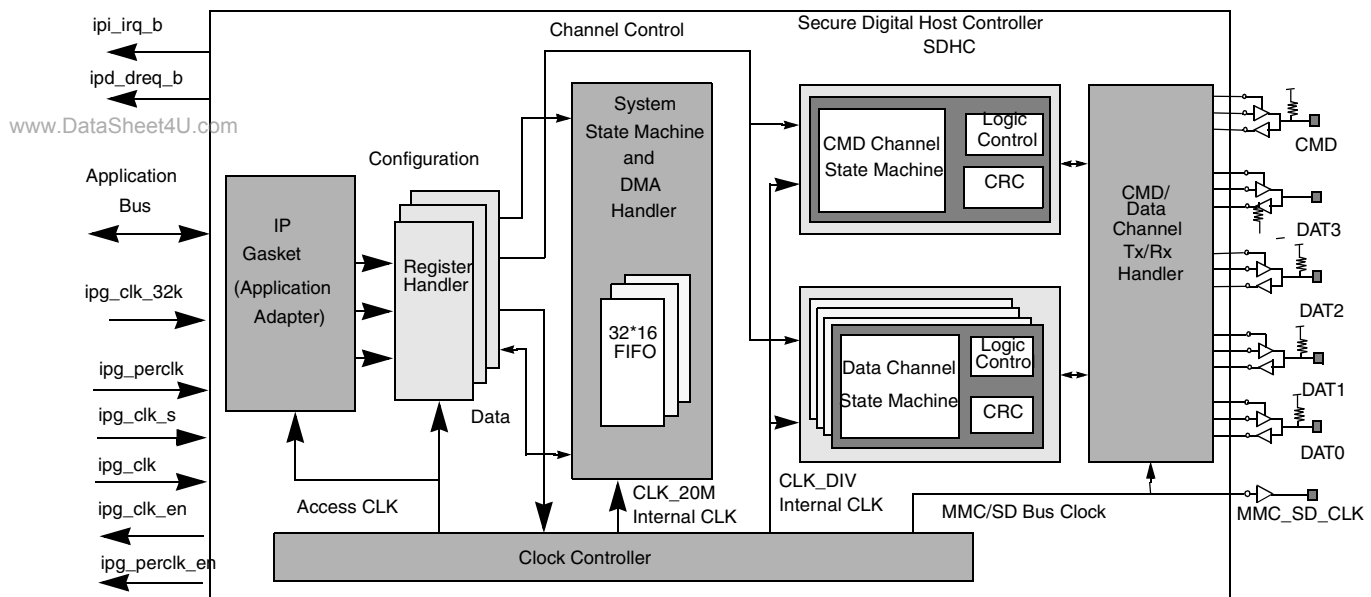 Secure Digital Host Controller
SDHC
Channel Control
ipi_irq_b
ipd_dreq_b
www.DataSheet4U.com
Application
Bus
ipg_clk_32k
ipg_perclk
ipg_clk_s
ipg_clk
ipg_clk_en
ipg_perclk_en
IP
Gasket
(Application
Adapter)
Configuration
Register
Handler
Data
Access CLK
System
State Machine
and
DMA
Handler
32*16
FIFO
CLK_20M
Internal CLK
CMD Channel
State Machine
Logic
Control
CRC
Data Channel
State Machine
Logic
Control
CRC
CLK_DIV
Internal CLK
CMD/
Data
Channel
Tx/Rx
Handler
MMC/SD Bus Clock
Clock Controller
CMD
DAT3
DAT2
DAT1
DAT0
MMC_SD_CLK